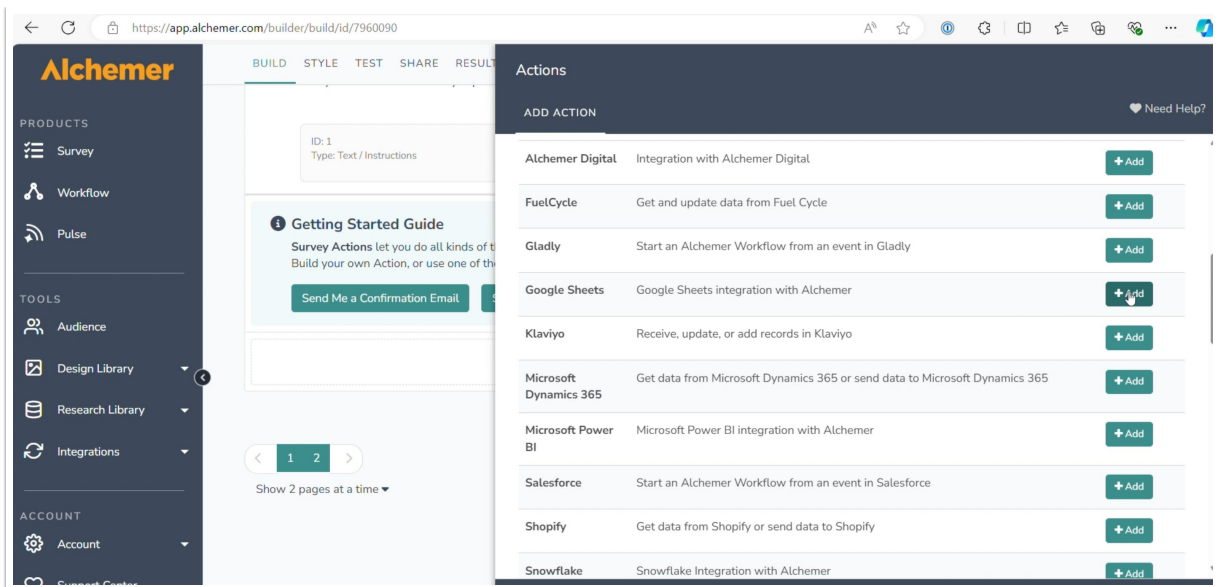 https://app.alchemer.com/builder/build/id/7960090
Alchemer
PRODUCTS
Survey
Workflow
Pulse
TOOLS
Audience
Design Library
Research Library
Integrations
ACCOUNT
Account
Support Center
BUILD STYLE TEST SHARE RESULT
ID: 1
Type: Text / Instructions
Getting Started Guide
Survey Actions let you do all kinds of t
Build your own Action, or use one of th
Send Me a Confirmation Email
1 2
Show 2 pages at a time
Actions
ADD ACTION
Need Help?
Alchemer Digital Integration with Alchemer Digital +Add
FuelCycle Get and update data from Fuel Cycle +Add
Gladly Start an Alchemer Workflow from an event in Gladly +Add
Google Sheets Google Sheets integration with Alchemer +Add
Klaviyo Receive, update, or add records in Klaviyo +Add
Microsoft Get data from Microsoft Dynamics 365 or send data to Microsoft Dynamics 365 +Add
Dynamics 365
Microsoft Power Microsoft Power BI integration with Alchemer +Add
BI
Salesforce Start an Alchemer Workflow from an event in Salesforce +Add
Shopify Get data from Shopify or send data to Shopify +Add
Snowflake Snowflake Integration with Alchemer +Add